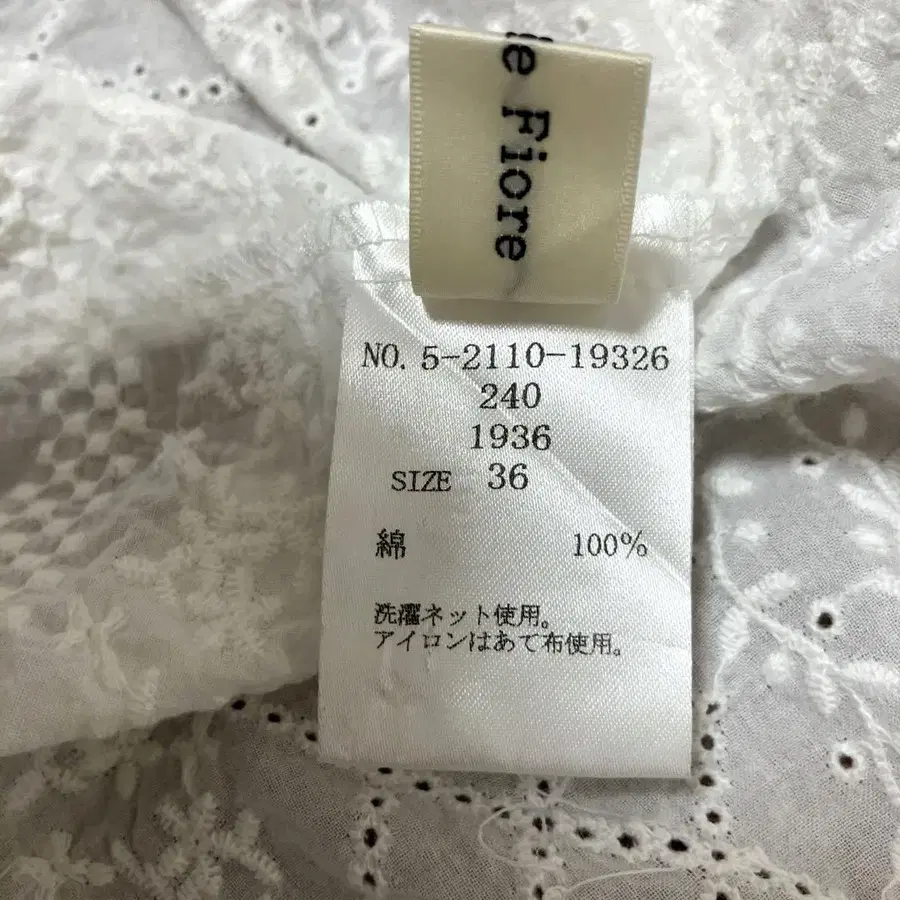 de Fiore
NO. 5-2110-19326
240
1936
SIZE 36
綿 100%
洗濯ネット使用。
アイロンはあて布使用。